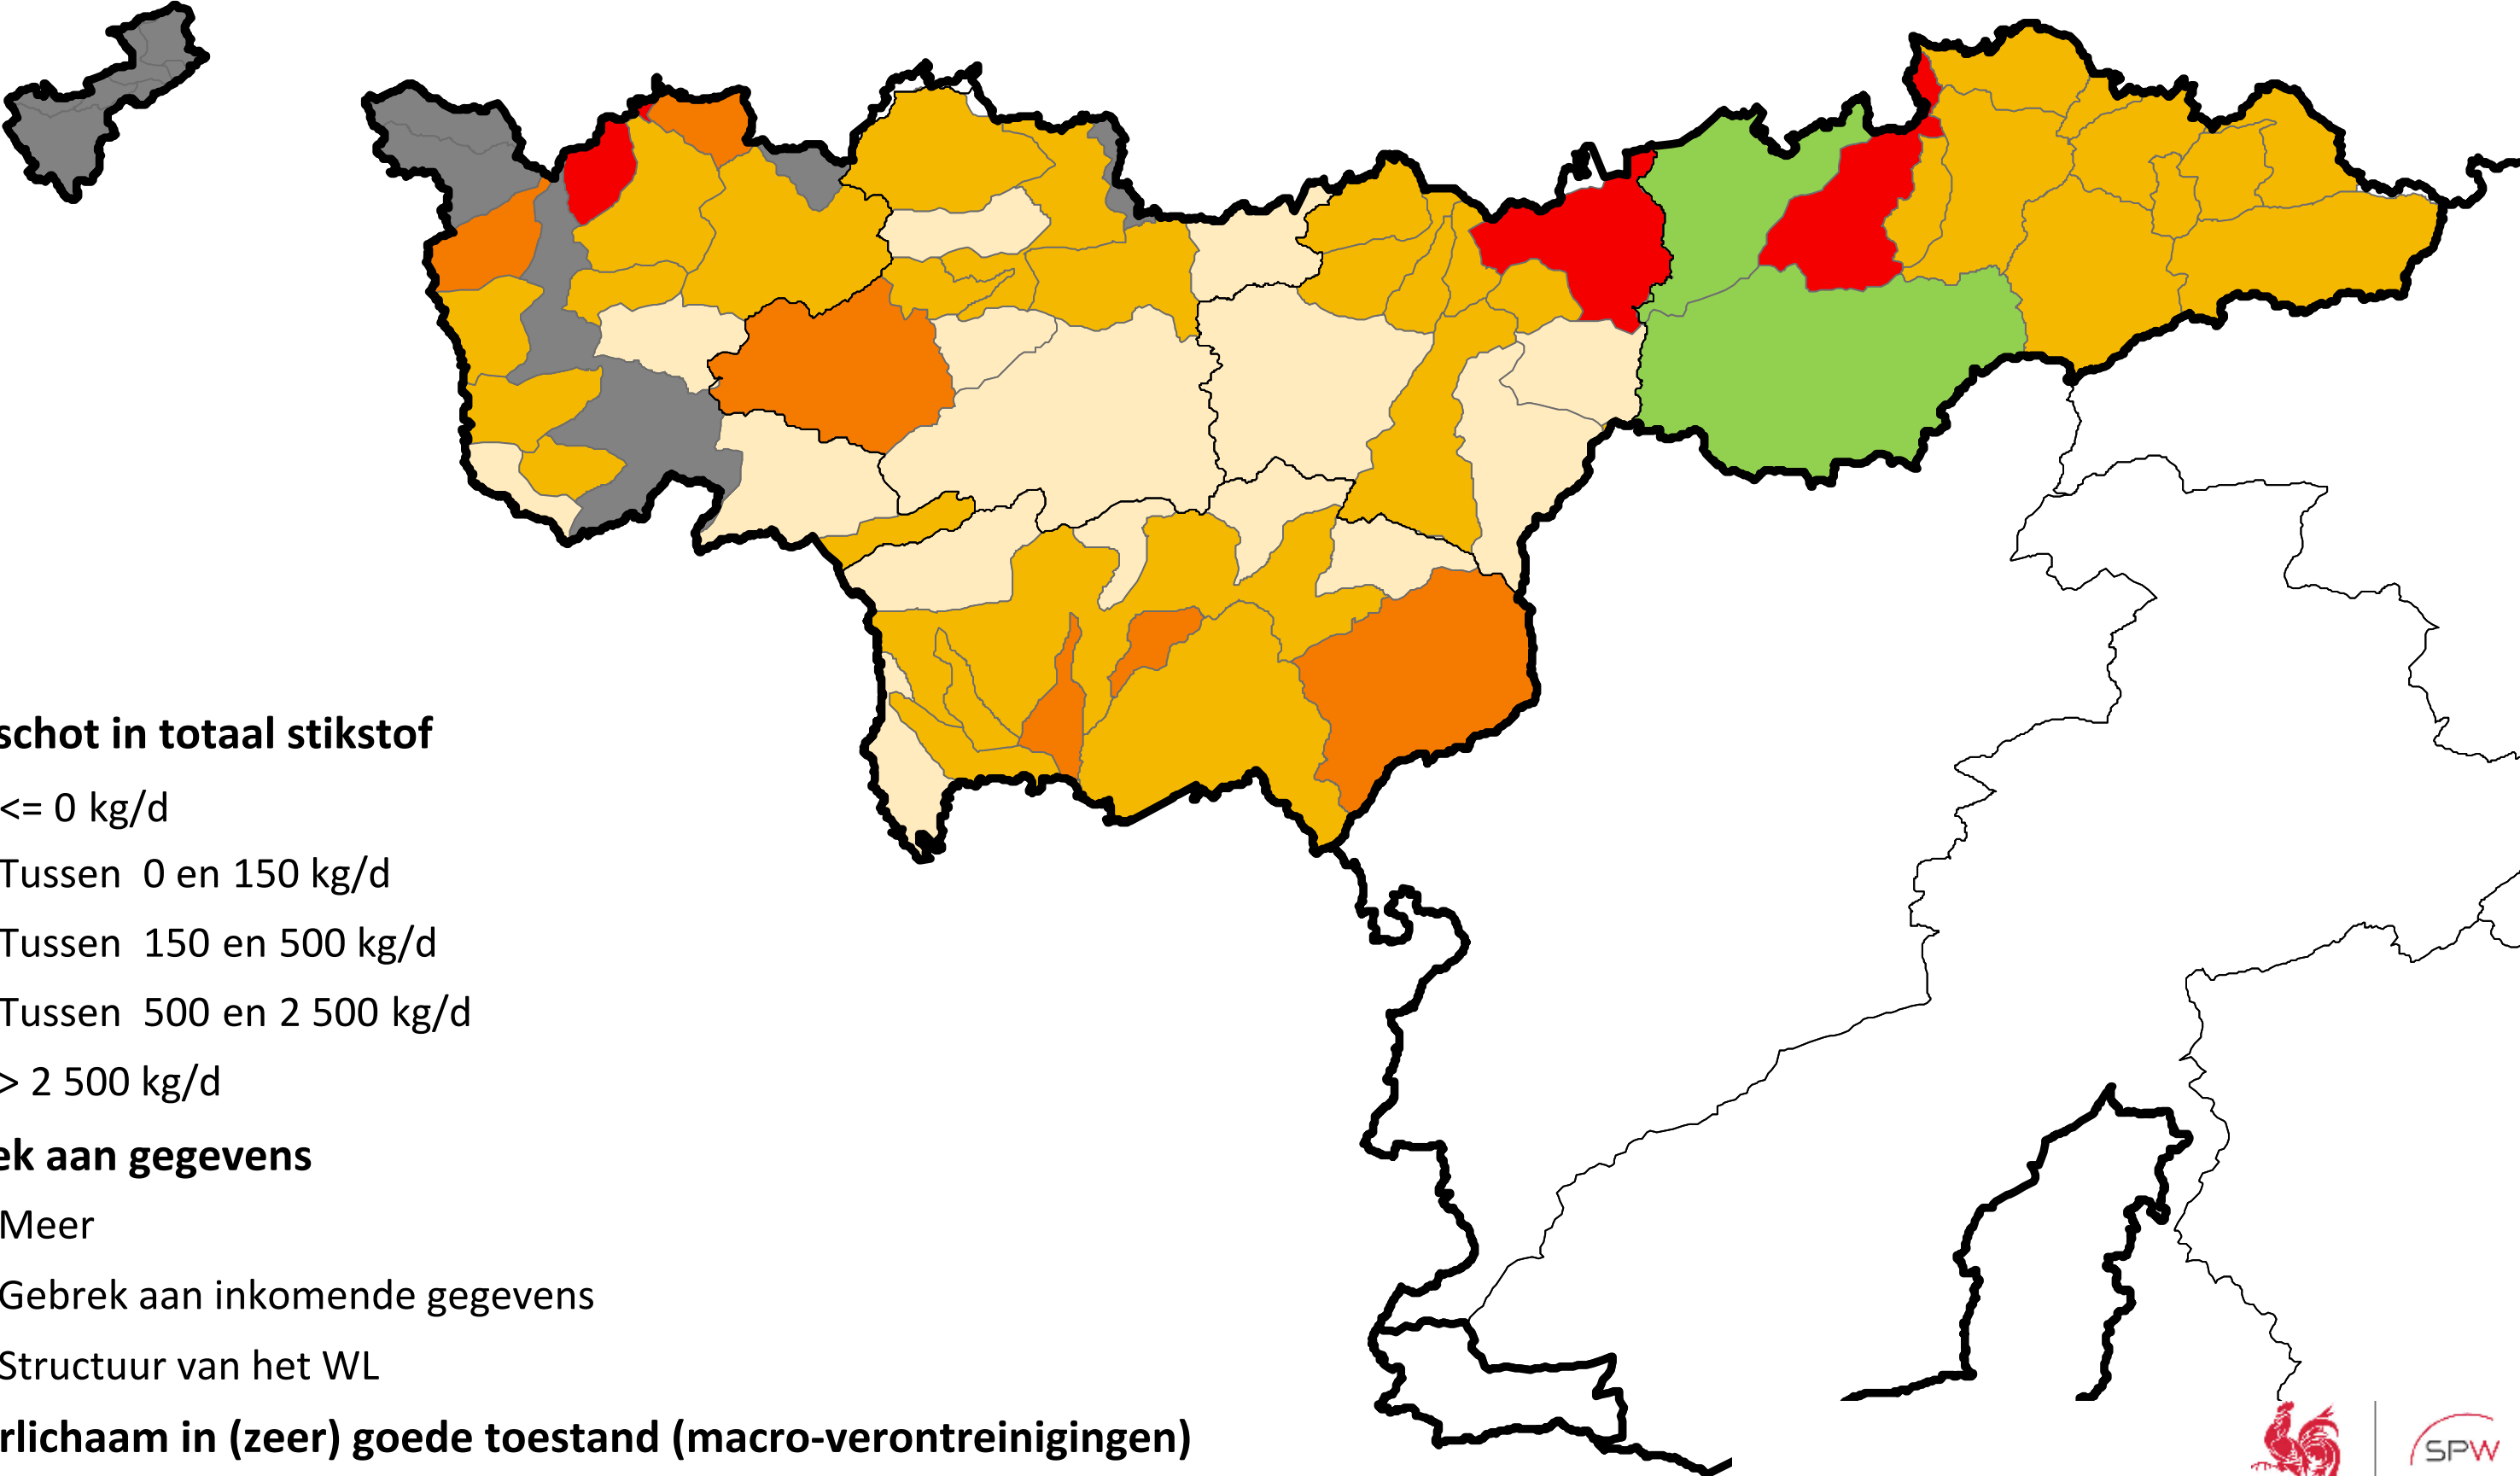 schot in totaal stikstof
<= 0 kg/d
Tussen 0 en 150 kg/d
Tussen 150 en 500 kg/d
Tussen 500 en 2 500 kg/d
> 2 500 kg/d
ek aan gegevens
Meer
Gebrek aan inkomende gegevens
Structuur van het WL
rlichaam in (zeer) goede toestand (macro-verontreinigingen)
SPW